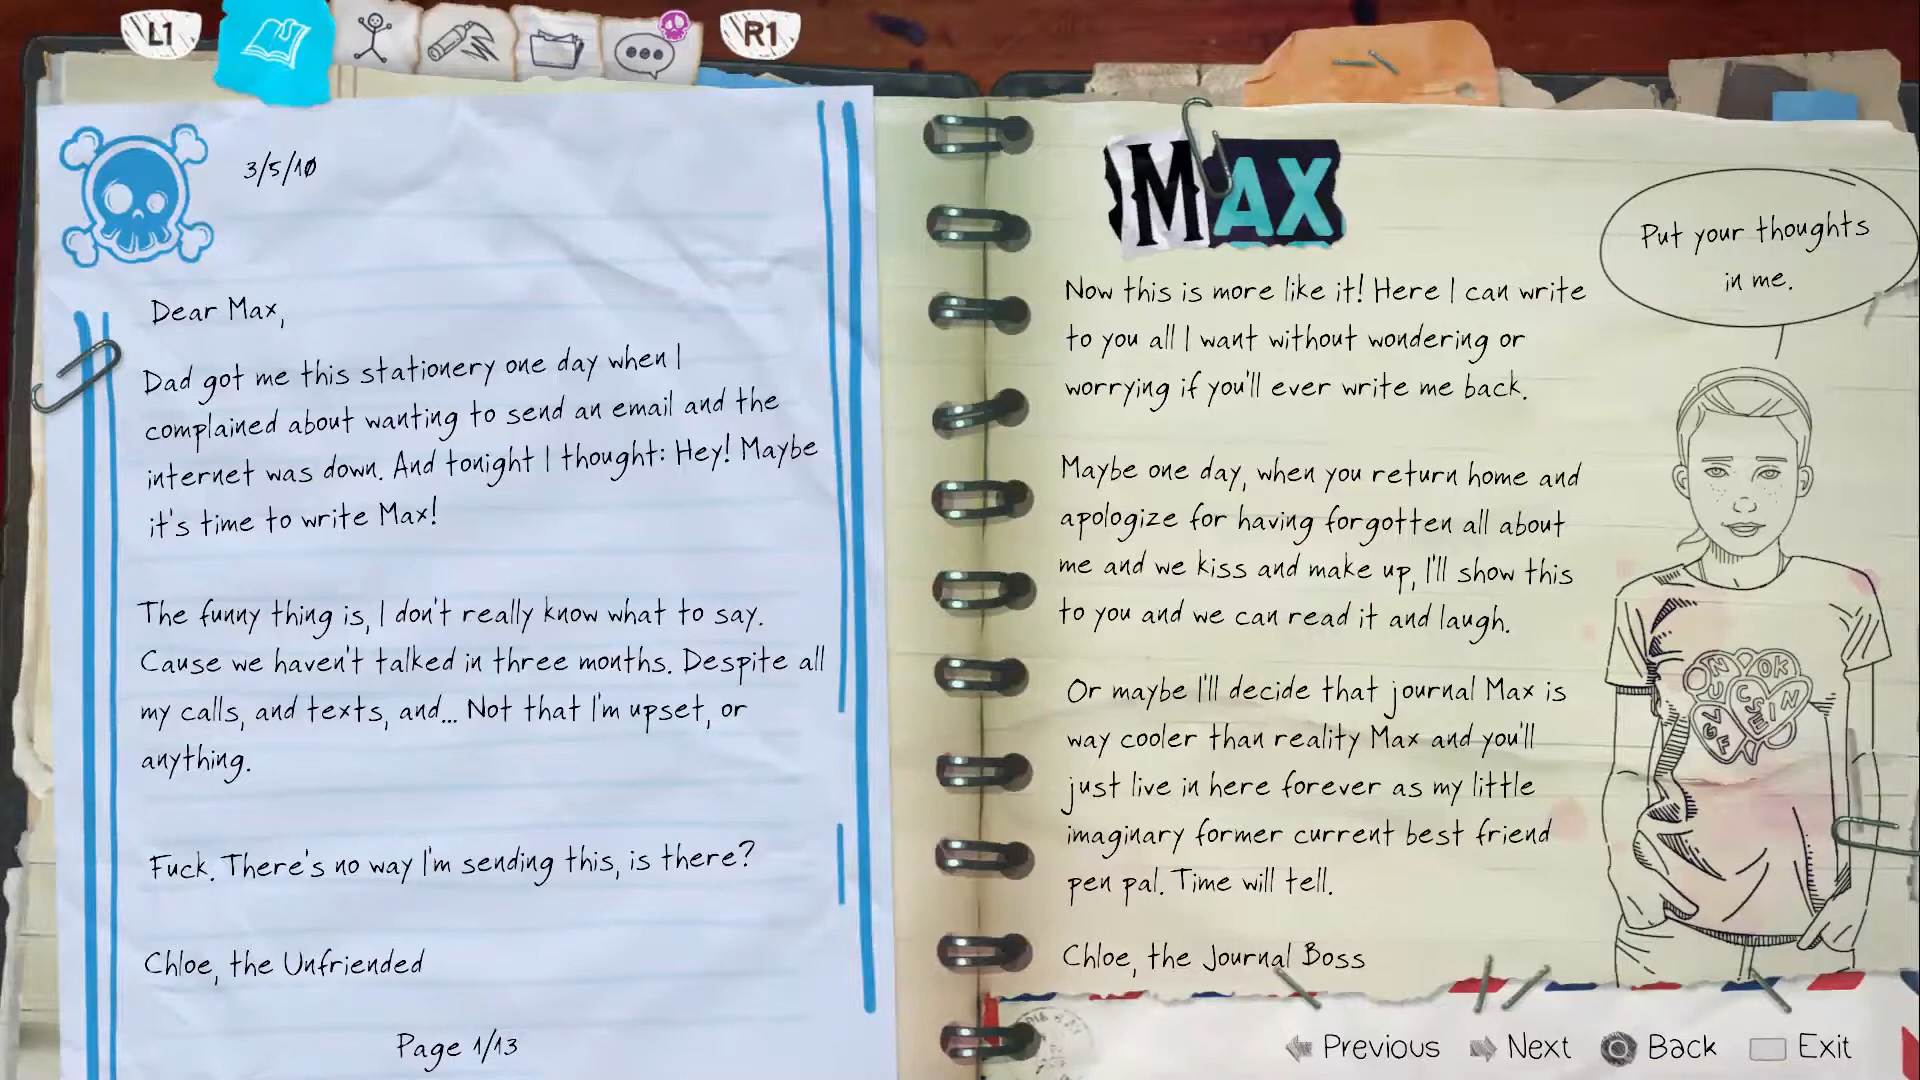 L1
R1
3/5/10
Dear Max,
Dad got me this stationery one day when I
complained about wanting to send an email and the
internet was down. And tonight I thought: Hey! Maybe
it's time to write Max!
The funny thing is, I don't really know what to say.
Cause we haven't talked in three months. Despite all
my calls, and texts, and... Not that I'm upset, or
anything.
Fuck. There's no way I'm sending this, is there?
Chloe, the Unfriended
Page 1/13
MAX
Now this is more like it! Here I can write
to you all I want without wondering or
worrying if you'll ever write me back.
Maybe one day, when you return home and
apologize for having forgotten all about
me and we kiss and make up, I'll show this
to you and we can read it and laugh.
Or maybe I'll decide that journal Max is
way cooler than reality Max and you'll
just live in here forever as my little
imaginary former current best friend
pen pal. Time will tell.
Chloe, the Journal Boss
Put your thoughts
in me.
Previous
Next
Back
Exit